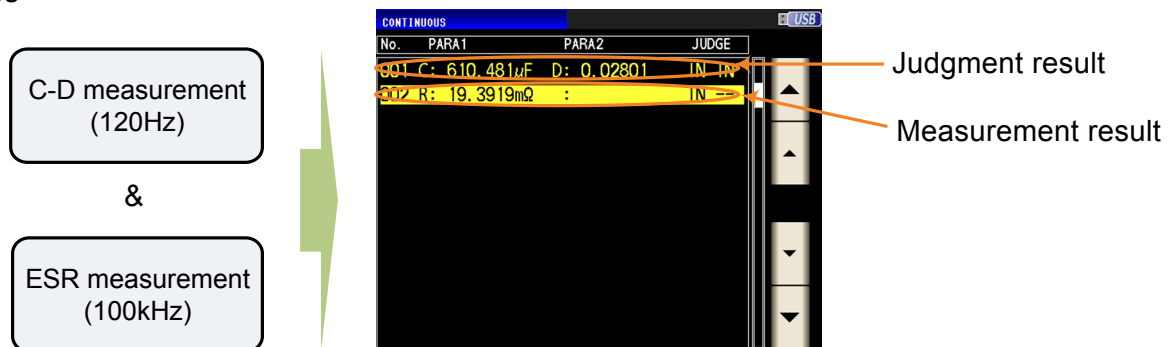 C-D measurement
(120Hz)
&
ESR measurement
(100kHz)
CONTINUOUS
USB
No. PARA1 PARA2 JUDGE
001 C: 610.481μF D: 0.02801 IN IN
002 R: 19.3919mΩ : IN --
Judgment result
Measurement result